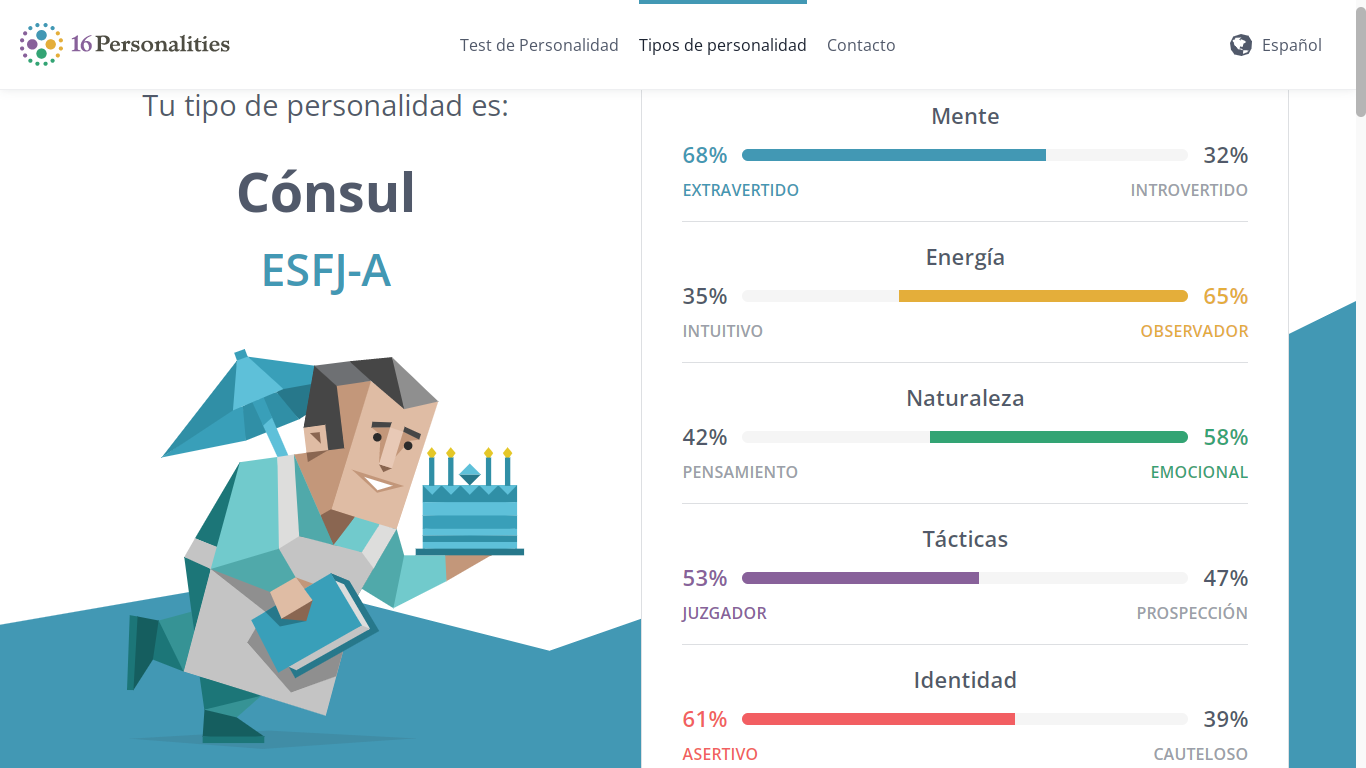 16Personalities
Test de Personalidad
Tipos de personalidad
Contacto
Español
Tu tipo de personalidad es:
Cónsul
ESFJ-A
Mente
68%
32%
EXTRAVERTIDO
INTROVERTIDO
Energía
35%
65%
INTUITIVO
OBSERVADOR
Naturaleza
42%
58%
PENSAMIENTO
EMOCIONAL
Tácticas
53%
47%
JUZGADOR
PROSPECCIÓN
Identidad
61%
39%
ASERTIVO
CAUTELOSO